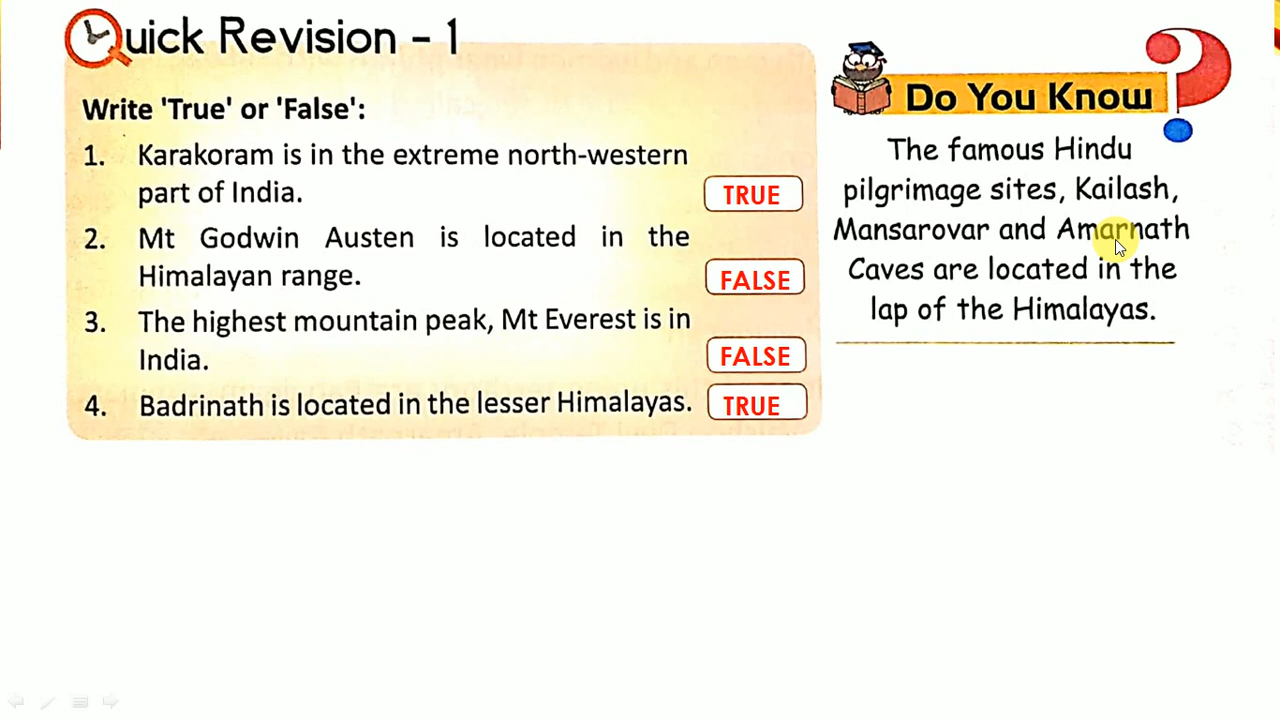 Quick Revision - 1
Write 'True' or 'False':
1. Karakoram is in the extreme north-western
part of India.
TRUE
2. Mt Godwin Austen is located in the
Himalayan range.
FALSE
3. The highest mountain peak, Mt Everest is in
India.
FALSE
4. Badrinath is located in the lesser Himalayas.
TRUE
Do You Know
The famous Hindu
pilgrimage sites, Kailash,
Mansarovar and Amarnath
Caves are located in the
lap of the Himalayas.